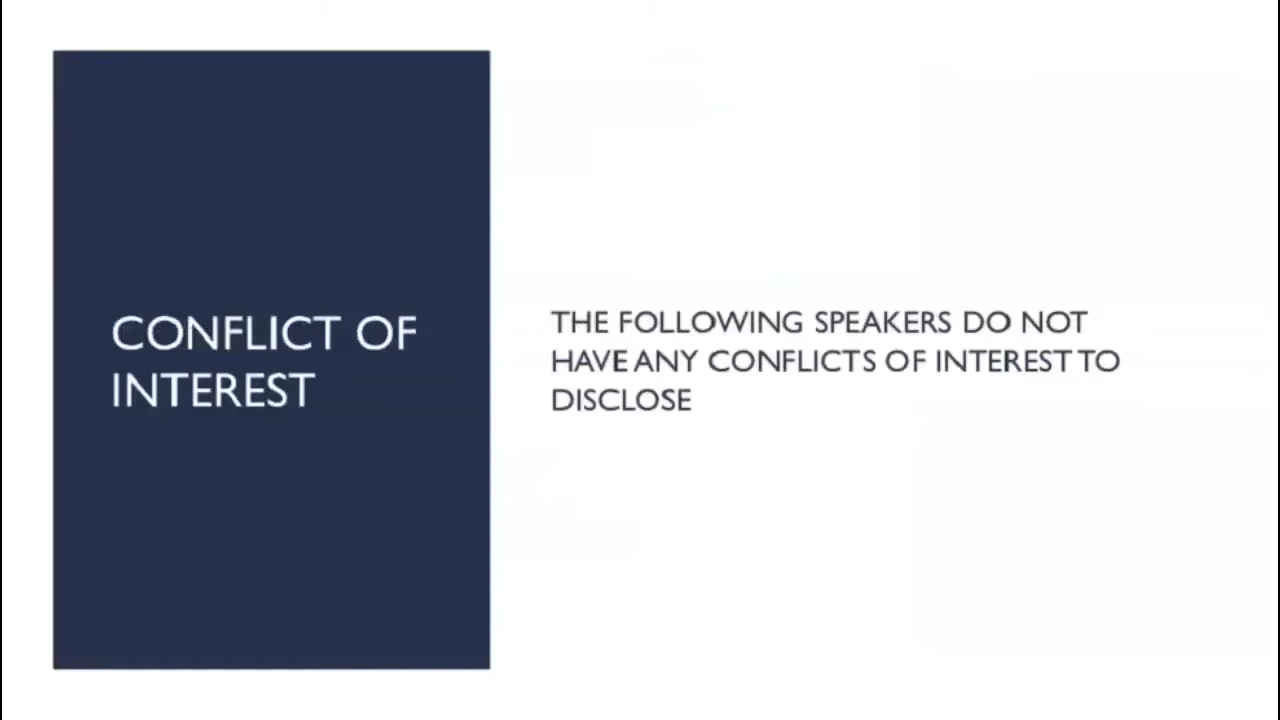 CONFLICT OF
INTEREST
THE FOLLOWING SPEAKERS DO NOT
HAVE ANY CONFLICTS OF INTEREST TO
DISCLOSE